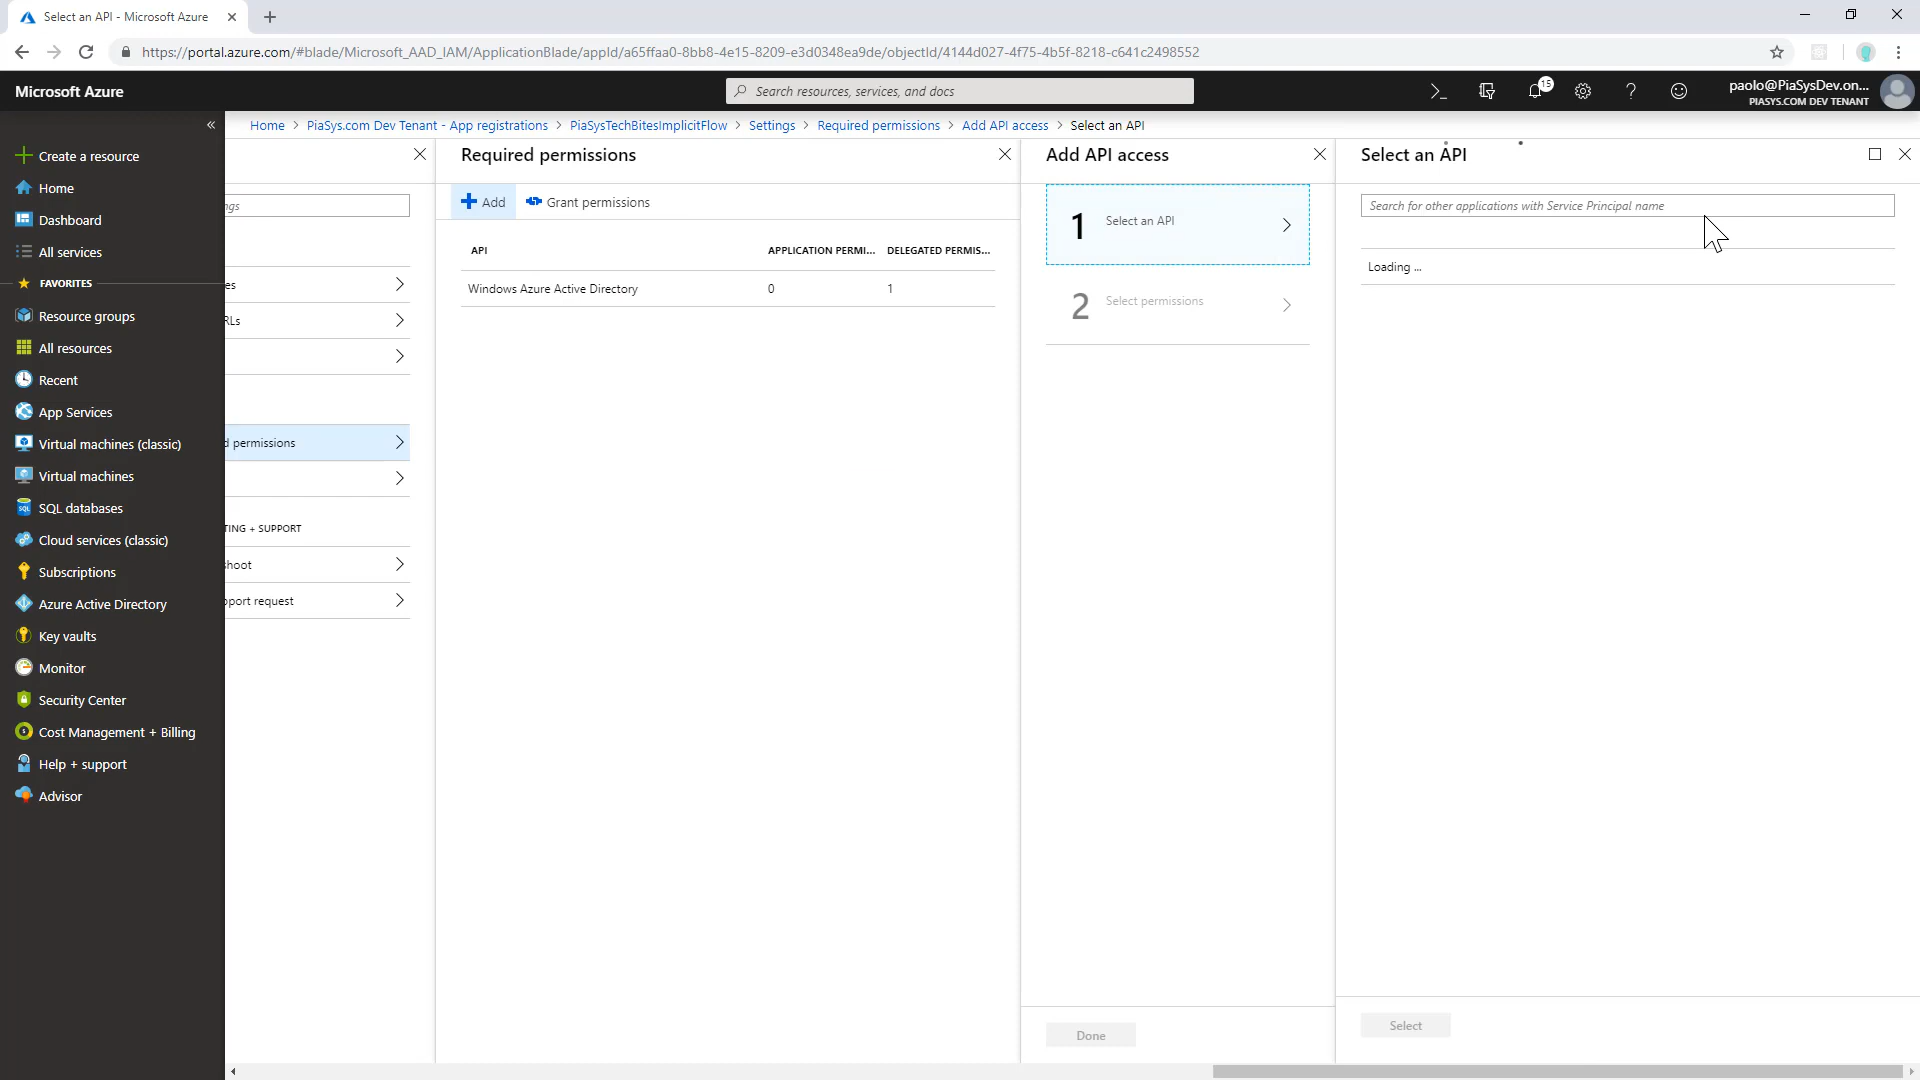 Select an API - Microsoft Azure
https://portal.azure.com/#blade/Microsoft_AAD_IAM/ApplicationBlade/appId/a65ffaa0-8bb8-4e15-8209-e3d0348ea9de/objectId/4144d027-4f75-4b5f-8218-c641c2498552
Microsoft Azure
Search resources, services, and docs
15
paolo@PiaSysDev.on...
PIASYS.COM DEV TENANT
Home > PiaSys.com Dev Tenant - App registrations > PiaSysTechBitesImplicitFlow > Settings > Required permissions > Add API access > Select an API
Create a resource
Home
Dashboard
All services
FAVORITES
Resource groups
All resources
Recent
App Services
Virtual machines (classic)
Virtual machines
SQL databases
Cloud services (classic)
Subscriptions
Azure Active Directory
Key vaults
Monitor
Security Center
Cost Management + Billing
Help + support
Advisor
ngs
es
RLs
d permissions
TING + SUPPORT
shoot
pport request
Required permissions
Add
Grant permissions
API APPLICATION PERMI... DELEGATED PERMIS...
Windows Azure Active Directory 0 1
Add API access
1 Select an API
2 Select permissions
Done
Select an API
Search for other applications with Service Principal name
Loading ...
Select